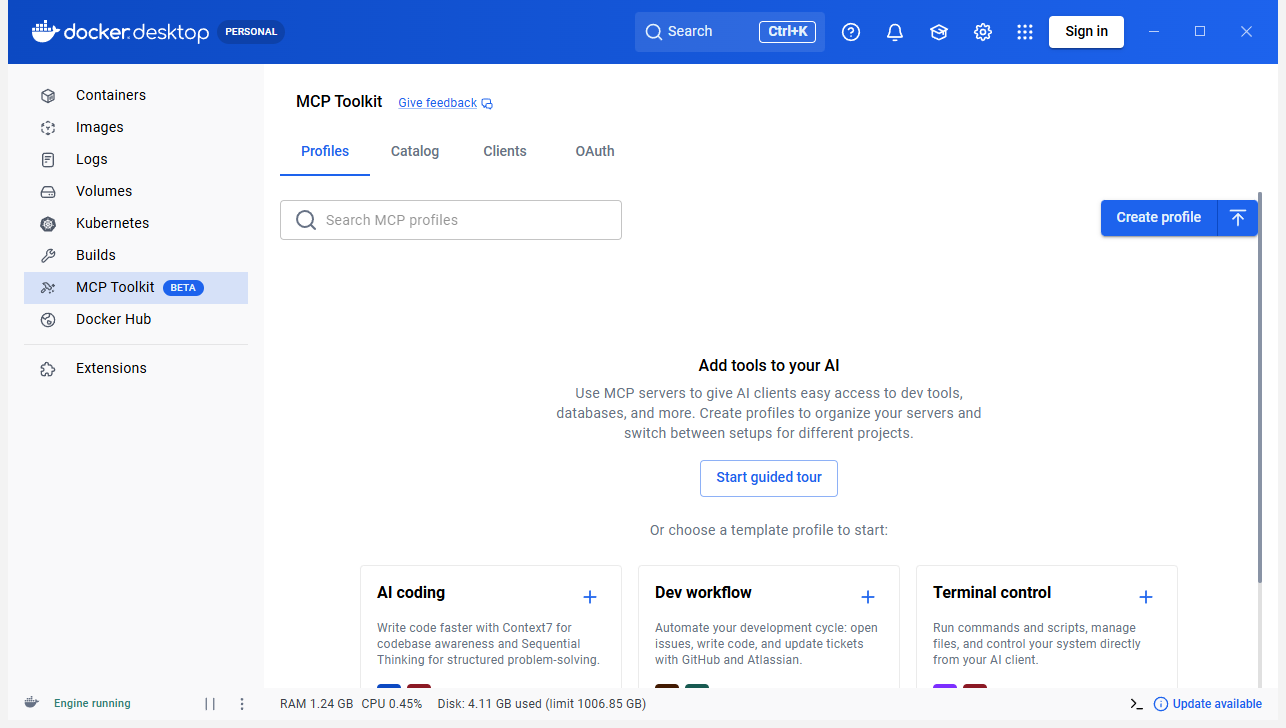 docker.desktop PERSONAL
Search Ctrl+K
Sign in
Containers
Images
Logs
Volumes
Kubernetes
Builds
MCP Toolkit BETA
Docker Hub
Extensions
MCP Toolkit Give feedback
Profiles Catalog Clients OAuth
Search MCP profiles
Create profile
Add tools to your AI
Use MCP servers to give AI clients easy access to dev tools,
databases, and more. Create profiles to organize your servers and
switch between setups for different projects.
Start guided tour
Or choose a template profile to start:
AI coding
Write code faster with Context7 for
codebase awareness and Sequential
Thinking for structured problem-solving.
Dev workflow
Automate your development cycle: open
issues, write code, and update tickets
with GitHub and Atlassian.
Terminal control
Run commands and scripts, manage
files, and control your system directly
from your AI client.
Engine running
RAM 1.24 GB CPU 0.45% Disk: 4.11 GB used (limit 1006.85 GB)
Update available